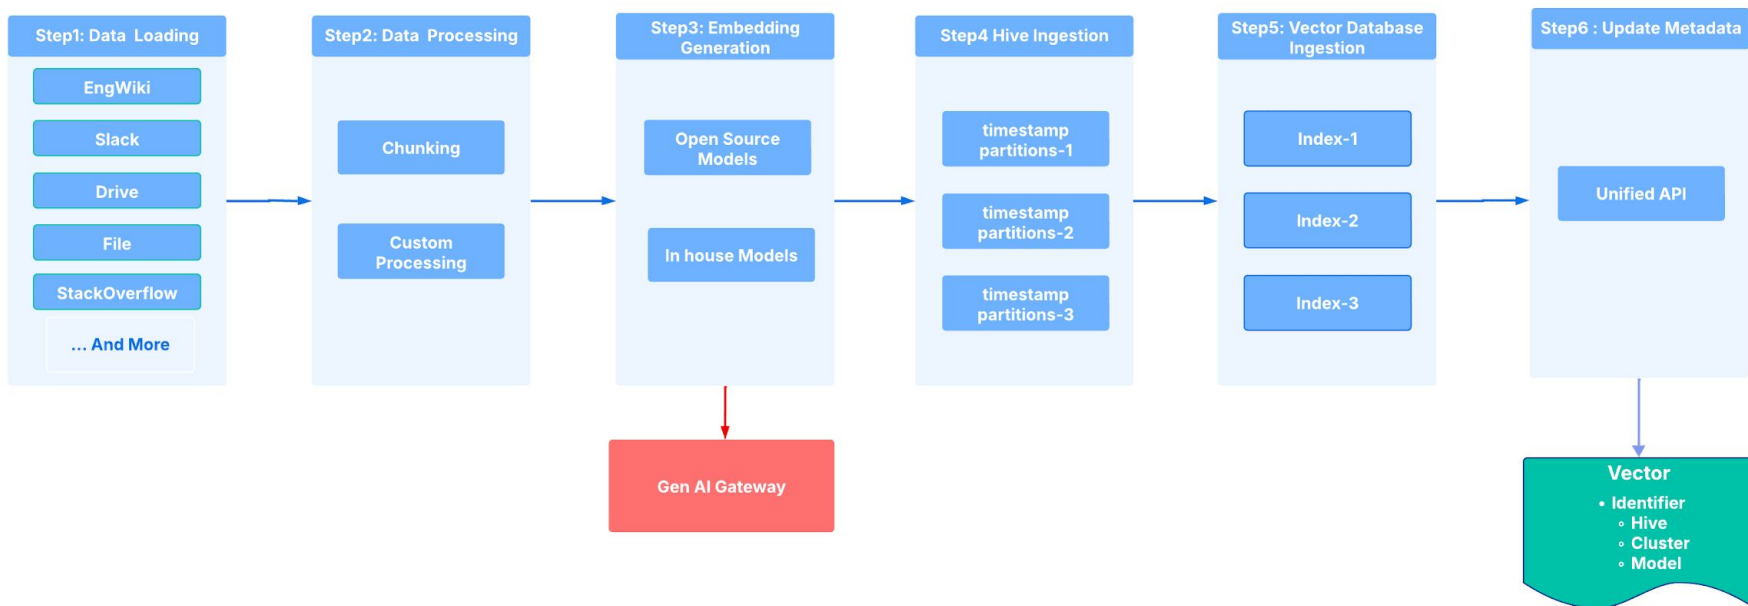 Step1: Data Loading
EngWiki
Slack
Drive
File
StackOverflow
... And More
Step2: Data Processing
Chunking
Custom
Processing
Step3: Embedding
Generation
Open Source
Models
In house Models
Gen AI Gateway
Step4 Hive Ingestion
timestamp
partitions-1
timestamp
partitions-2
timestamp
partitions-3
Step5: Vector Database
Ingestion
Index-1
Index-2
Index-3
Step6 : Update Metadata
Unified API
Vector
• Identifier
◦ Hive
◦ Cluster
◦ Model